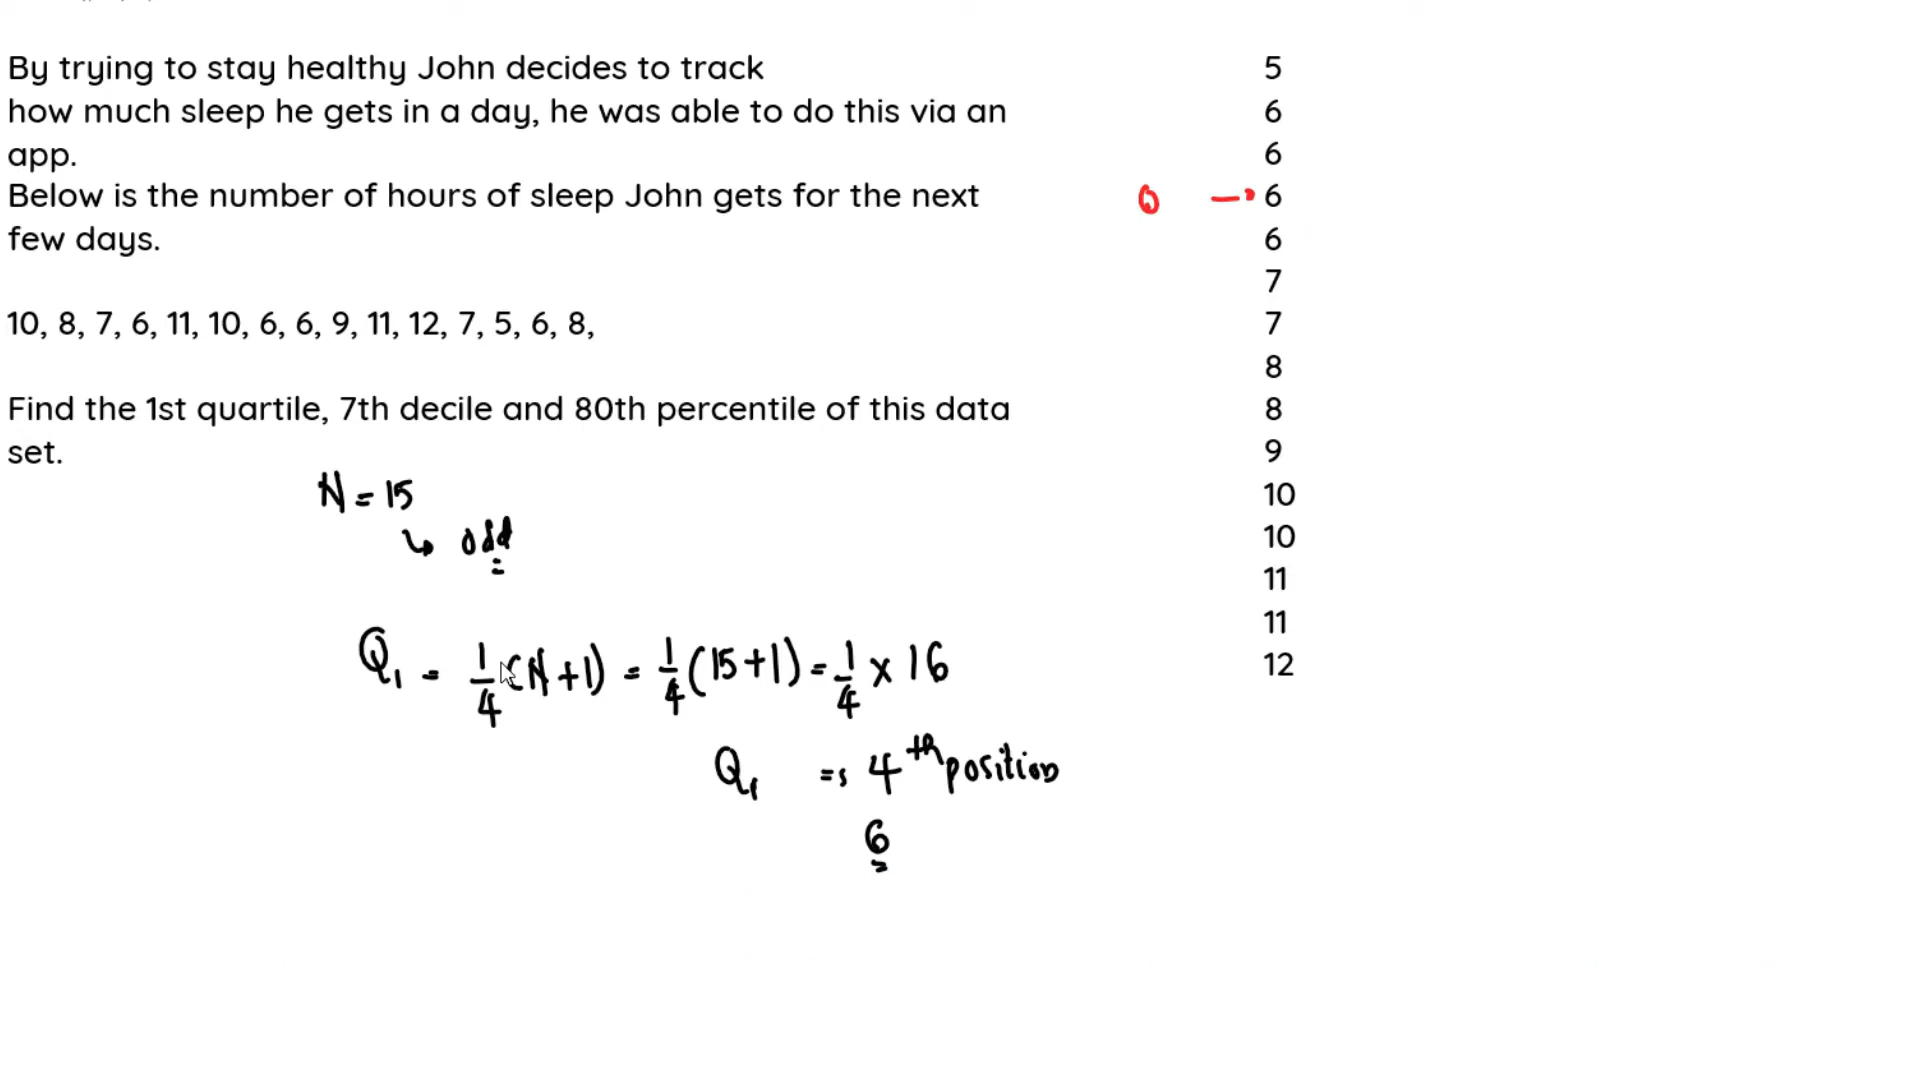 By trying to stay healthy John decides to track
how much sleep he gets in a day, he was able to do this via an
app.
Below is the number of hours of sleep John gets for the next
few days.
10, 8, 7, 6, 11, 10, 6, 6, 9, 11, 12, 7, 5, 6, 8,
Find the 1st quartile, 7th decile and 80th percentile of this data
set.
N = 15
↳ odd
Q₁ = 1/4 (N+1) = 1/4 (15+1) = 1/4 x 16
Q₁ => 4th position
6
5
6
6
6
6
7
7
8
8
9
10
10
11
11
12